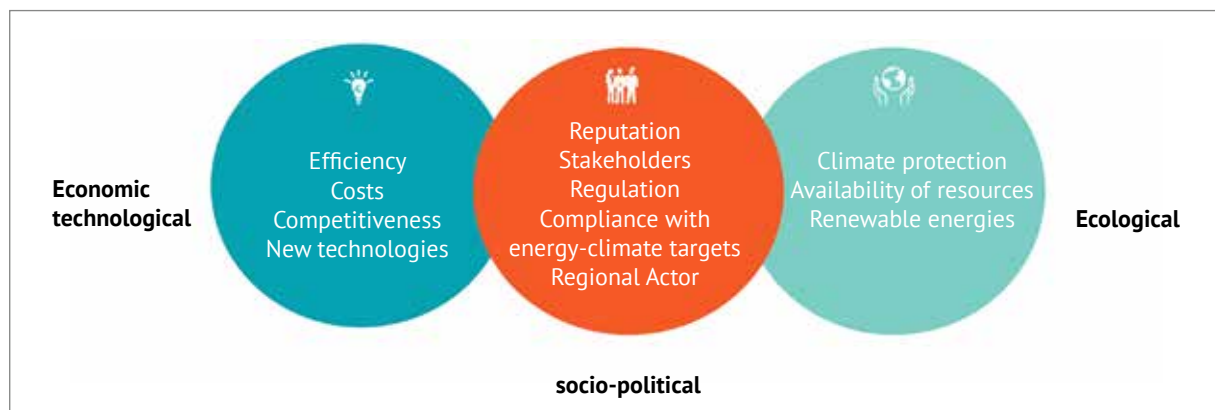 Economic
technological
Efficiency
Costs
Competitiveness
New technologies
Reputation
Stakeholders
Regulation
Compliance with
energy-climate targets
Regional Actor
Climate protection
Availability of resources
Renewable energies
Ecological
socio-political